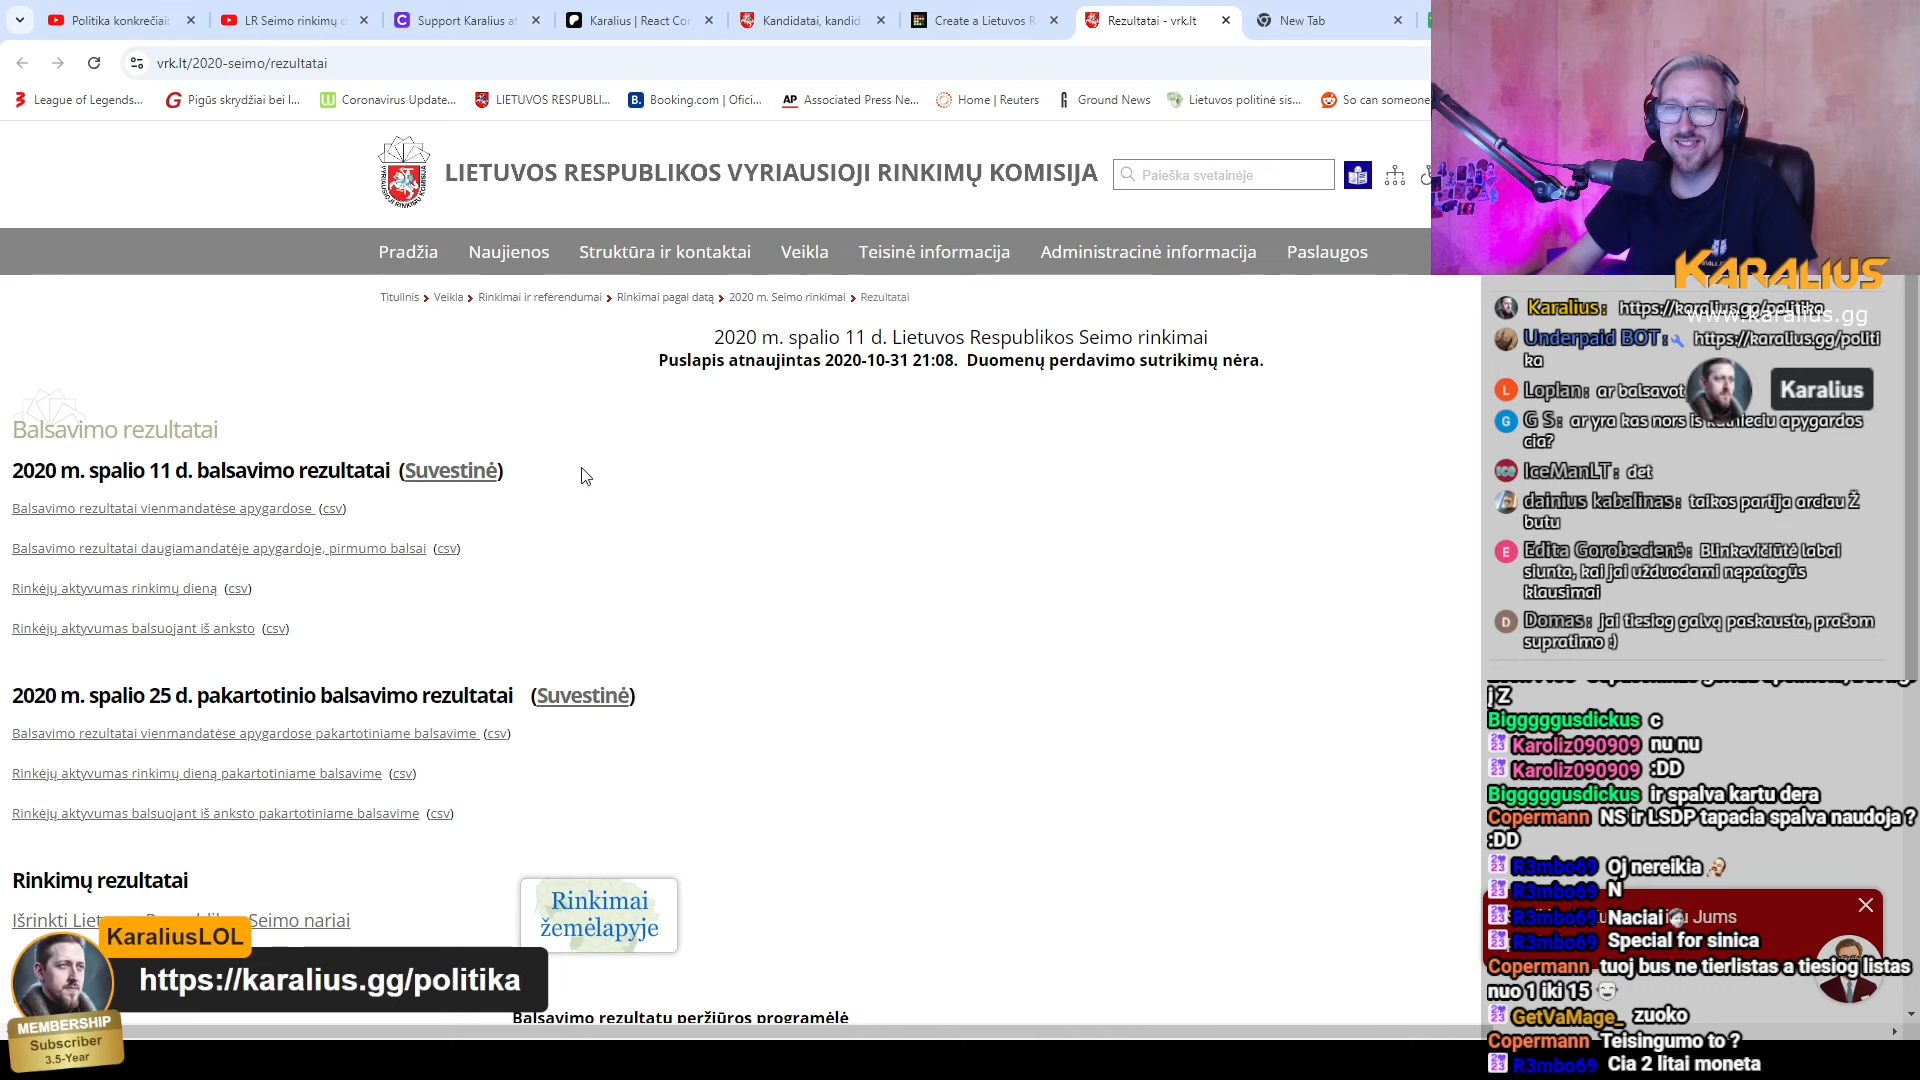 Politika konkrečiai:
LR Seimo rinkimų
Support Karalius
Karalius | React Cor
Kandidatai, kandid
Create a Lietuvos R
Rezultatai - vrk.lt
New Tab
vrk.lt/2020-seimo/rezultatai
League of Legends...
Pigūs skrydžiai bei I...
Coronavirus Update...
LIETUVOS RESPUBLI...
Booking.com | Ofici...
AP Associated Press Ne...
Home | Reuters
Ground News
Lietuvos politinė sis...
So can someone
LIETUVOS RESPUBLIKOS VYRIAUSIOJI RINKIMŲ KOMISIJA
Paieška svetainėje
Pradžia Naujienos Struktūra ir kontaktai Veikla Teisinė informacija Administracinė informacija Paslaugos
Titulinis Veikla Rinkimai ir referendumai Rinkimai pagal datą 2020 m. Seimo rinkimai Rezultatai
2020 m. spalio 11 d. Lietuvos Respublikos Seimo rinkimai
Puslapis atnaujintas 2020-10-31 21:08. Duomenų perdavimo sutrikimų nėra.
Balsavimo rezultatai
2020 m. spalio 11 d. balsavimo rezultatai (Suvestinė)
Balsavimo rezultatai vienmandatėse apygardose (csv)
Balsavimo rezultatai daugiamandatėje apygardoje, pirmumo balsai (csv)
Rinkėjų aktyvumas rinkimų dieną (csv)
Rinkėjų aktyvumas balsuojant iš anksto (csv)
2020 m. spalio 25 d. pakartotinio balsavimo rezultatai (Suvestinė)
Balsavimo rezultatai vienmandatėse apygardose pakartotiniame balsavime (csv)
Rinkėjų aktyvumas rinkimų dieną pakartotiniame balsavime (csv)
Rinkėjų aktyvumas balsuojant iš anksto pakartotiniame balsavime (csv)
Rinkimų rezultatai
Išrinkti Seimo nariai
Rinkimai
žemėlapyje
Balsavimo rezultatų peržiūros programėlė
KaraliusLOL
https://karalius.gg/politika
MEMBERSHIP
Subscriber
3.5-Year
KARALIUS
www.karalius.gg
Karalius: https://karalius.gg/politika
Underpaid BOT: https://karalius.gg/politi
ka
Loplan: ar balsavot
Karalius
G S: ar yra kas nors is kalnieciu apygardos
cia?
IceManLT: det
dainius kabalinas: taikos partija arciau Ž
butu
Edita Gorobecienė: Blinkevičiūtė labai
siunta, kai jai užduodami nepatogūs
klausimai
Domas: jai tiesiog galvą paskausta, prašom
supratimo :)
į Z
Bigggggusdickus c
Karoliz090909 nu nu
Karoliz090909 :DD
Bigggggusdickus ir spalva kartu dera
Copermann NS ir LSDP tapacia spalva naudoja ?
:DD
R3mbo69 Oj nereikia
R3mbo69 N
R3mbo69 Naciai
Jums
R3mbo69 Special for sinica
Copermann tuoj bus ne tierlistas a tiesiog listas
nuo 1 iki 15
GetVaMage_ zuoko
Copermann Teisingumo to ?
R3mbo69 Cia 2 litai moneta